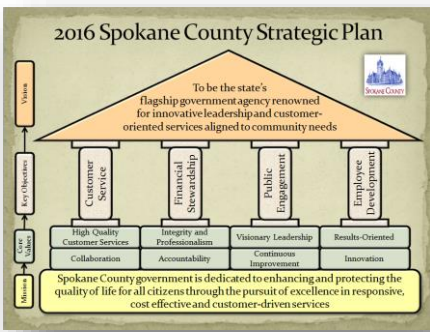 2016 Spokane County Strategic Plan
SPOKANE COUNTY
Vision
To be the state's
flagship government agency renowned
for innovative leadership and customer-
oriented services aligned to community needs
Key Objectives
Customer
Service
Financial
Stewardship
Public
Engagement
Employee
Development
Core
Values
High Quality
Customer Services
Integrity and
Professionalism
Visionary Leadership
Results-Oriented
Collaboration
Accountability
Continuous
Improvement
Innovation
Mission
Spokane County government is dedicated to enhancing and protecting the
quality of life for all citizens through the pursuit of excellence in responsive,
cost effective and customer-driven services